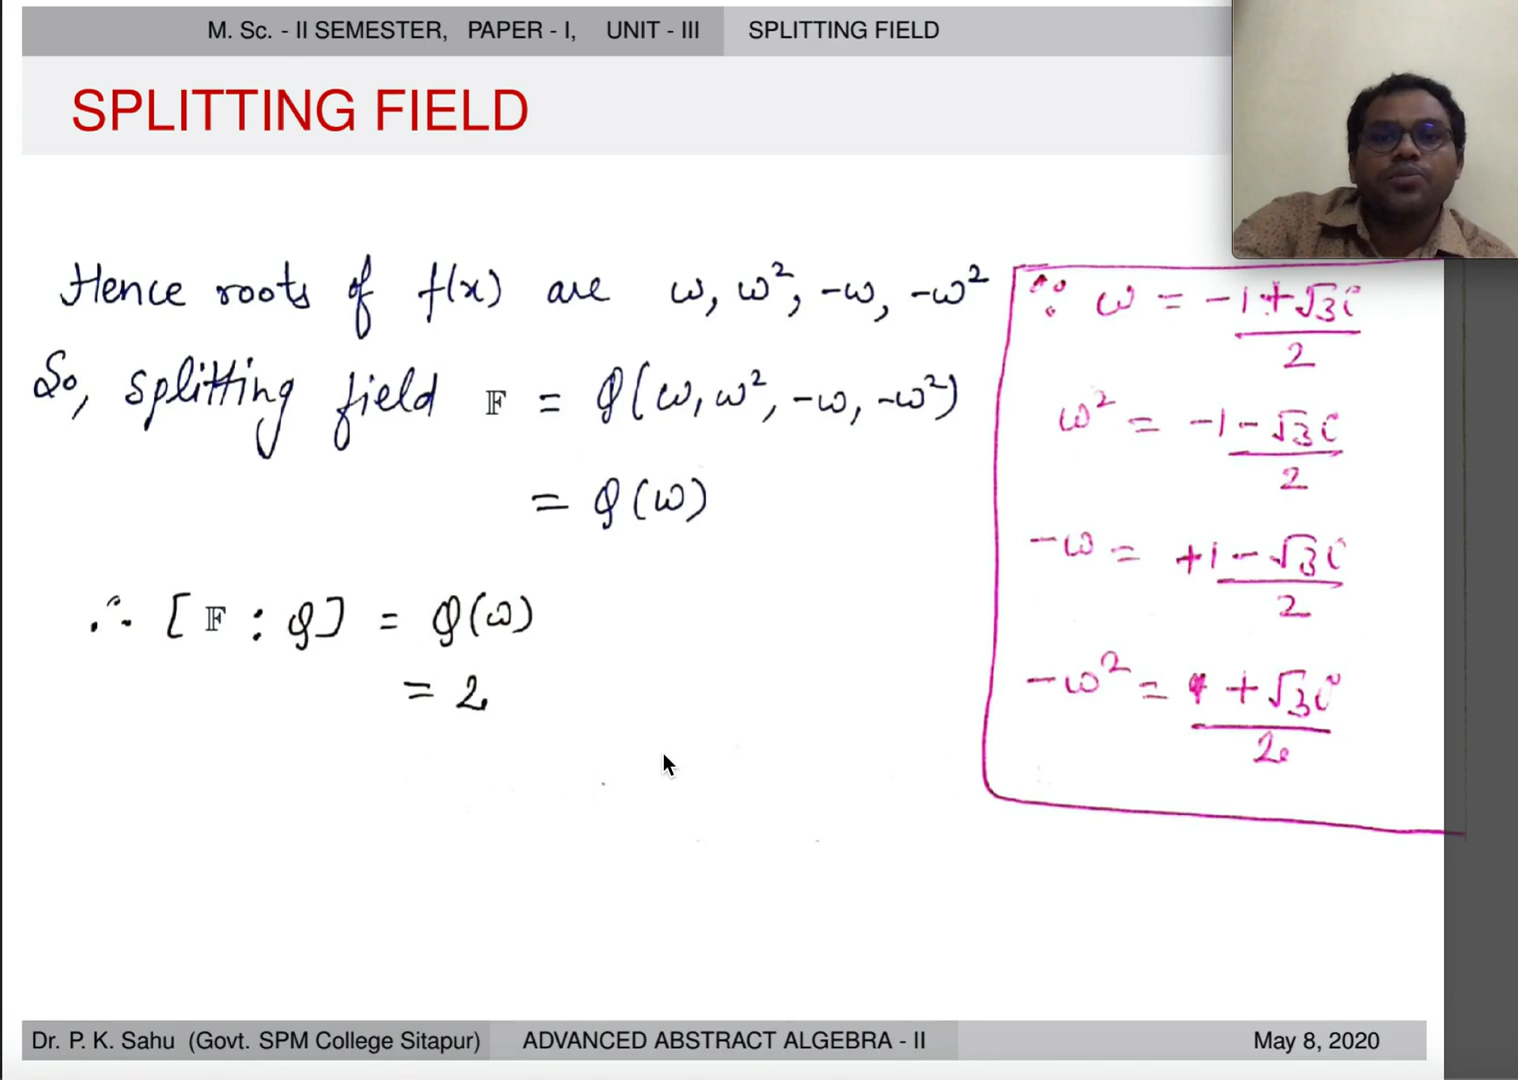 M. Sc. - II SEMESTER, PAPER - I, UNIT - III SPLITTING FIELD
SPLITTING FIELD
Hence roots of f(x) are ω, ω², -ω, -ω²
So, splitting field 𝔽 = Q(ω, ω², -ω, -ω²)
= Q(ω)
∴ [𝔽 : Q] = Q(ω)
= 2
∵ ω = -1 + √3i
2
ω² = -1 - √3i
2
-ω = +1 - √3i
2
-ω² = 1 + √3i
2
Dr. P. K. Sahu (Govt. SPM College Sitapur) ADVANCED ABSTRACT ALGEBRA - II May 8, 2020